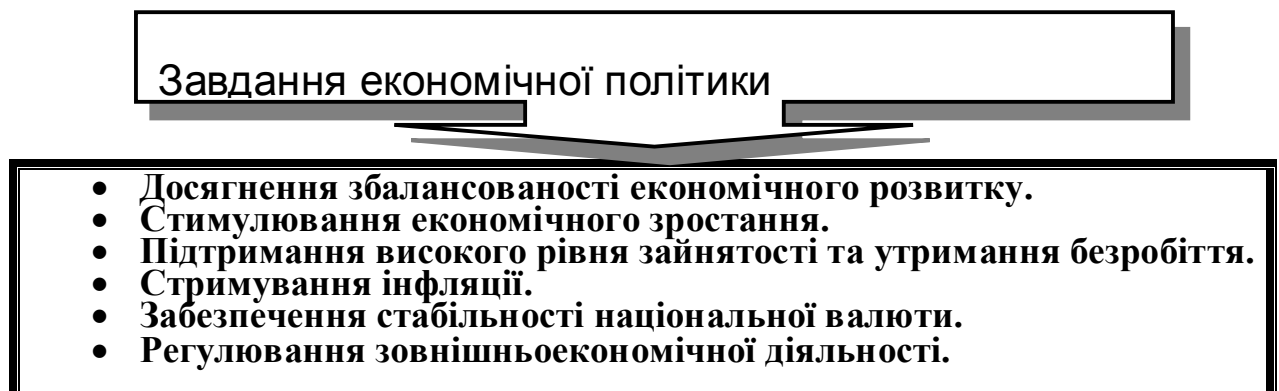 Завдання економічної політики
• Досягнення збалансованості економічного розвитку.
• Стимулювання економічного зростання.
• Підтримання високого рівня зайнятості та утримання безробіття.
• Стримування інфляції.
• Забезпечення стабільності національної валюти.
• Регулювання зовнішньоекономічної діяльності.